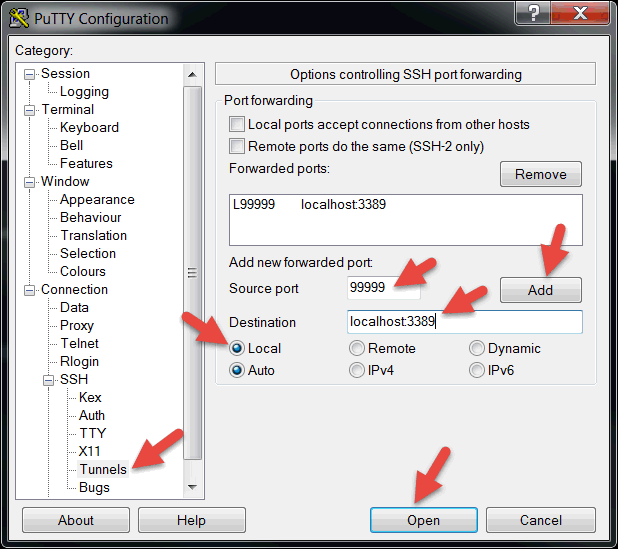 PuTTY Configuration
?
X
Category:
Session
Logging
Terminal
Keyboard
Bell
Features
Window
Appearance
Behaviour
Translation
Selection
Colours
Connection
Data
Proxy
Telnet
Rlogin
SSH
Kex
Auth
TTY
X11
Tunnels
Bugs
Options controlling SSH port forwarding
Port forwarding
Local ports accept connections from other hosts
Remote ports do the same (SSH-2 only)
Forwarded ports: Remove
L99999 localhost:3389
Add new forwarded port:
Source port 99999 Add
Destination localhost:3389
Local Remote Dynamic
Auto IPv4 IPv6
About Help Open Cancel